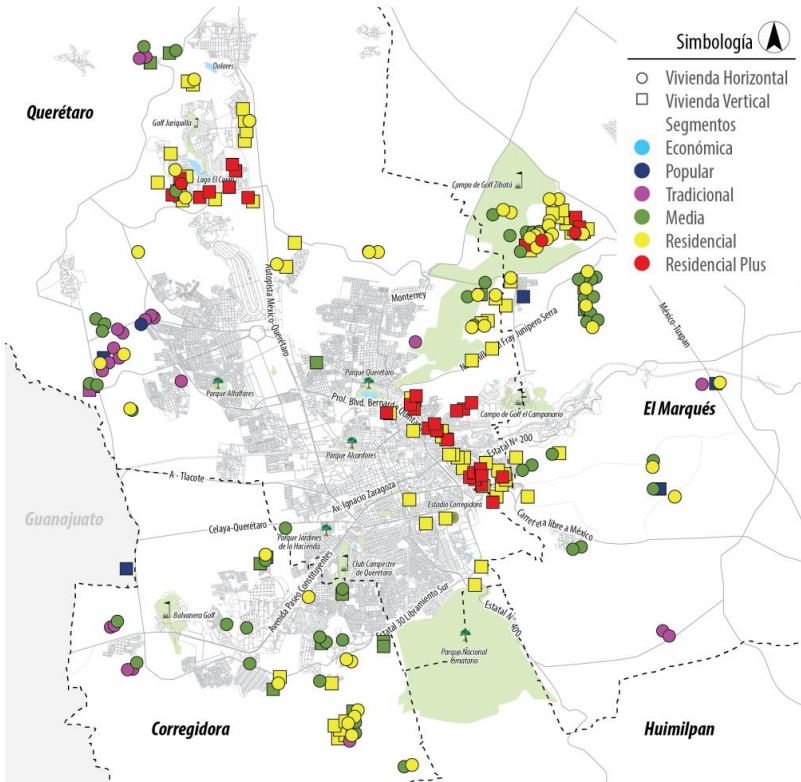 Simbología
Vivienda Horizontal
Vivienda Vertical
Segmentos
Económica
Popular
Tradicional
Media
Residencial
Residencial Plus
Querétaro
Dolores
Golf Juriquilla
Lago El Cajón
Campo de Golf Zibatá
Autopista México-Querétaro
Monterrey
Fray Junipero Serra
México-Tuxpan
Parque Querétaro
Parque Alfalfares
Prol. Blvd. Bernardo Quintana
Campo de Golf el Campanario
El Marqués
Parque Alcanfores
Estatal N° 200
A - Tlacote
Av. Ignacio Zaragoza
Guanajuato
Estadio Corregidora
Carretera libre a México
Celaya-Querétaro
Parque Jardines
de la Hacienda
Club Campestre
de Querétaro
Avenida Paseo Constituyentes
Balvanera Golf
Estatal 30 Libramiento Sur
Estatal N° 400
Parque Nacional
Cimatario
Corregidora
Huimilpan